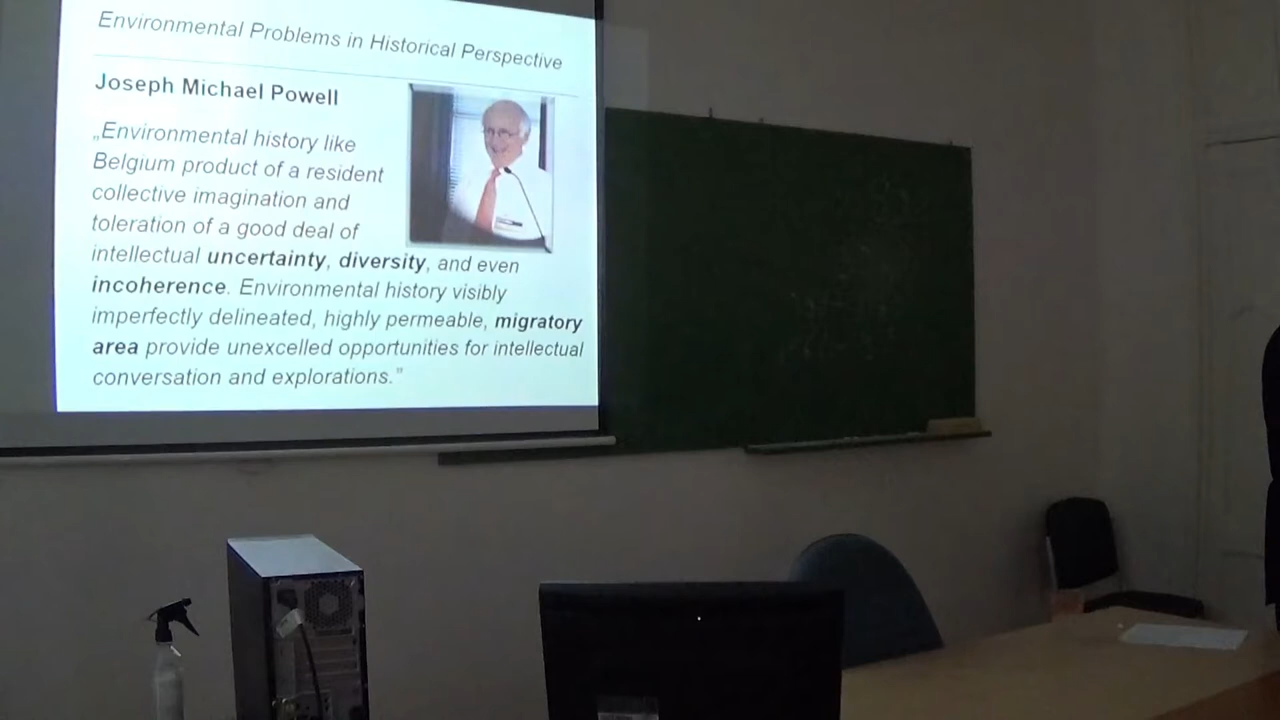 Environmental Problems in Historical Perspective
Joseph Michael Powell
„Environmental history like
Belgium product of a resident
collective imagination and
toleration of a good deal of
intellectual uncertainty, diversity, and even
incoherence. Environmental history visibly
imperfectly delineated, highly permeable, migratory
area provide unexcelled opportunities for intellectual
conversation and explorations.”